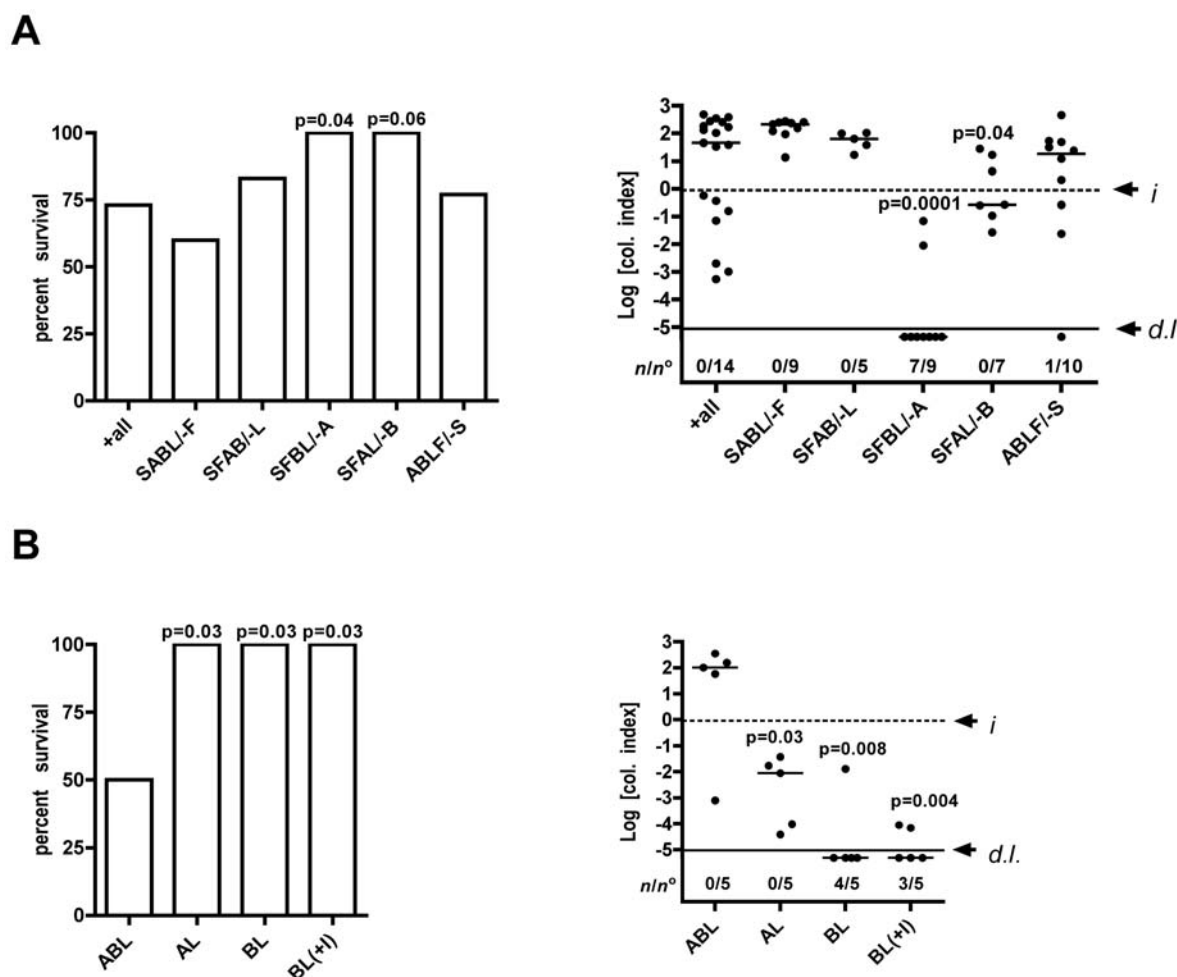 A
p=0.04 p=0.06
100
75
50
25
0
percent survival
+all SABL/-F SFAB/-L SFBL/-A SFAL/-B ABLF/-S
3
2
1
0
-1
-2
-3
-4
-5
Log [col. index]
p=0.04
p=0.0001
i
d.l
n/nº 0/14 0/9 0/5 7/9 0/7 1/10
+all SABL/-F SFAB/-L SFBL/-A SFAL/-B ABLF/-S
B
p=0.03 p=0.03 p=0.03
100
75
50
25
0
percent survival
ABL AL BL BL(+I)
3
2
1
0
-1
-2
-3
-4
-5
Log [col. index]
i
p=0.03 p=0.008
p=0.004
d.l.
n/nº 0/5 0/5 4/5 3/5
ABL AL BL BL(+I)